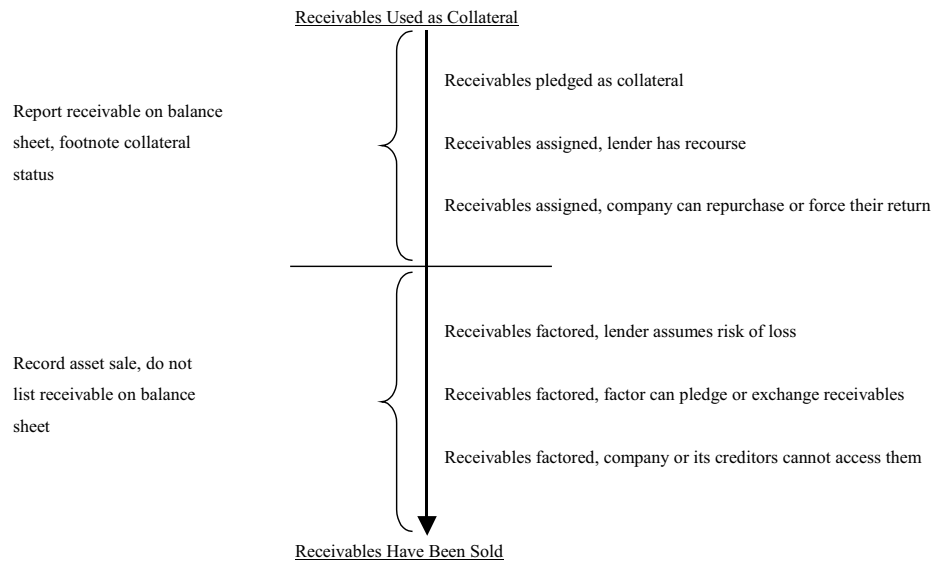 Receivables Used as Collateral
Receivables pledged as collateral
Report receivable on balance
sheet, footnote collateral
status
Receivables assigned, lender has recourse
Receivables assigned, company can repurchase or force their return
Receivables factored, lender assumes risk of loss
Record asset sale, do not
list receivable on balance
sheet
Receivables factored, factor can pledge or exchange receivables
Receivables factored, company or its creditors cannot access them
Receivables Have Been Sold